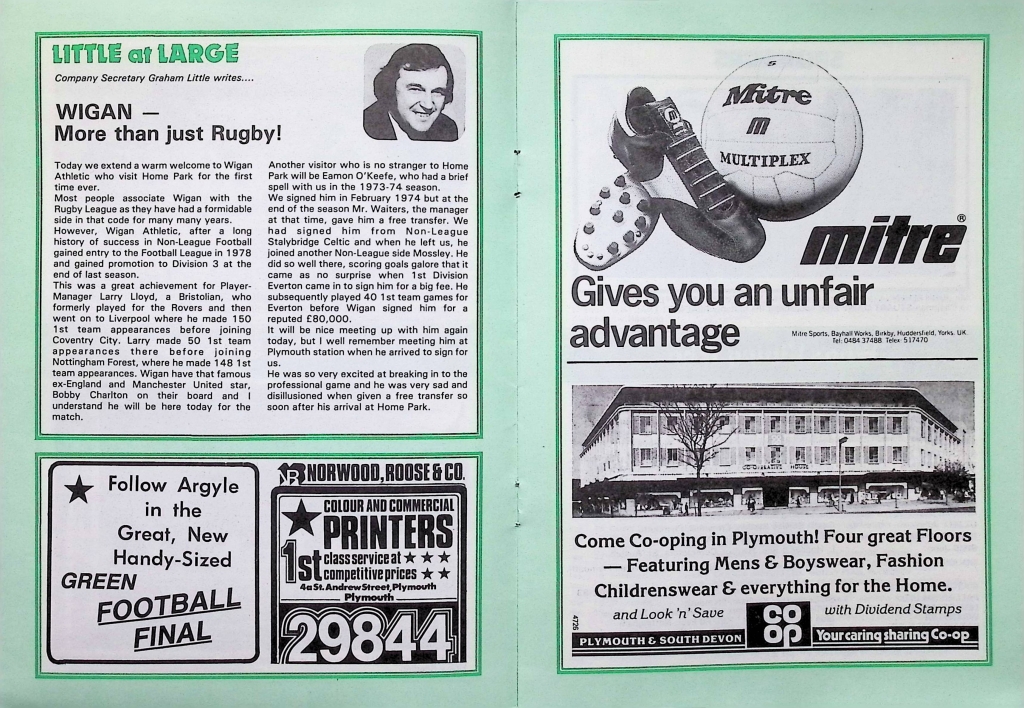 LITTLE at LARGE
Company Secretary Graham Little writes....
WIGAN —
More than just Rugby!
Today we extend a warm welcome to Wigan
Athletic who visit Home Park for the first
time ever.
Most people associate Wigan with the
Rugby League as they have had a formidable
side in that code for many many years.
However, Wigan Athletic, after a long
history of success in Non-League Football
gained entry to the Football League in 1978
and gained promotion to Division 3 at the
end of last season.
This was a great achievement for Player-
Manager Larry Lloyd, a Bristolian, who
formerly played for the Rovers and then
went on to Liverpool where he made 150
1st team appearances before joining
Coventry City. Larry made 50 1st team
appearances there before joining
Nottingham Forest, where he made 148 1st
team appearances. Wigan have that famous
ex-England and Manchester United star,
Bobby Charlton on their board and I
understand he will be here today for the
match.
Another visitor who is no stranger to Home
Park will be Eamon O'Keefe, who had a brief
spell with us in the 1973-74 season.
We signed him in February 1974 but at the
end of the season Mr. Waiters, the manager
at that time, gave him a free transfer. We
had signed him from Non-League
Stalybridge Celtic and when he left us, he
joined another Non-League side Mossley. He
did so well there, scoring goals galore that it
came as no surprise when 1st Division
Everton came in to sign him for a big fee. He
subsequently played 40 1st team games for
Everton before Wigan signed him for a
reputed £80,000.
It will be nice meeting up with him again
today, but I well remember meeting him at
Plymouth station when he arrived to sign for
us.
He was so very excited at breaking in to the
professional game and he was very sad and
disillusioned when given a free transfer so
soon after his arrival at Home Park.
Follow Argyle
in the
Great, New
Handy-Sized
GREEN
FOOTBALL
FINAL
NR NORWOOD, ROOSE & CO.
COLOUR AND COMMERCIAL
PRINTERS
1st class service at
competitive prices
4a St. Andrew Street, Plymouth
Plymouth
29844
5
Mitre
m
MULTIPLEX
mitre®
Gives you an unfair
advantage
Mitre Sports, Bayhall Works, Birkby, Huddersfield, Yorks. UK.
Tel: 0484 37488 Telex: 517470
CO-OPERATIVE HOUSE
Come Co-oping in Plymouth! Four great Floors
— Featuring Mens & Boyswear, Fashion
Childrenswear & everything for the Home.
and Look 'n' Save
with Dividend Stamps
4726
PLYMOUTH & SOUTH DEVON
CO
OP
Your caring sharing Co-op